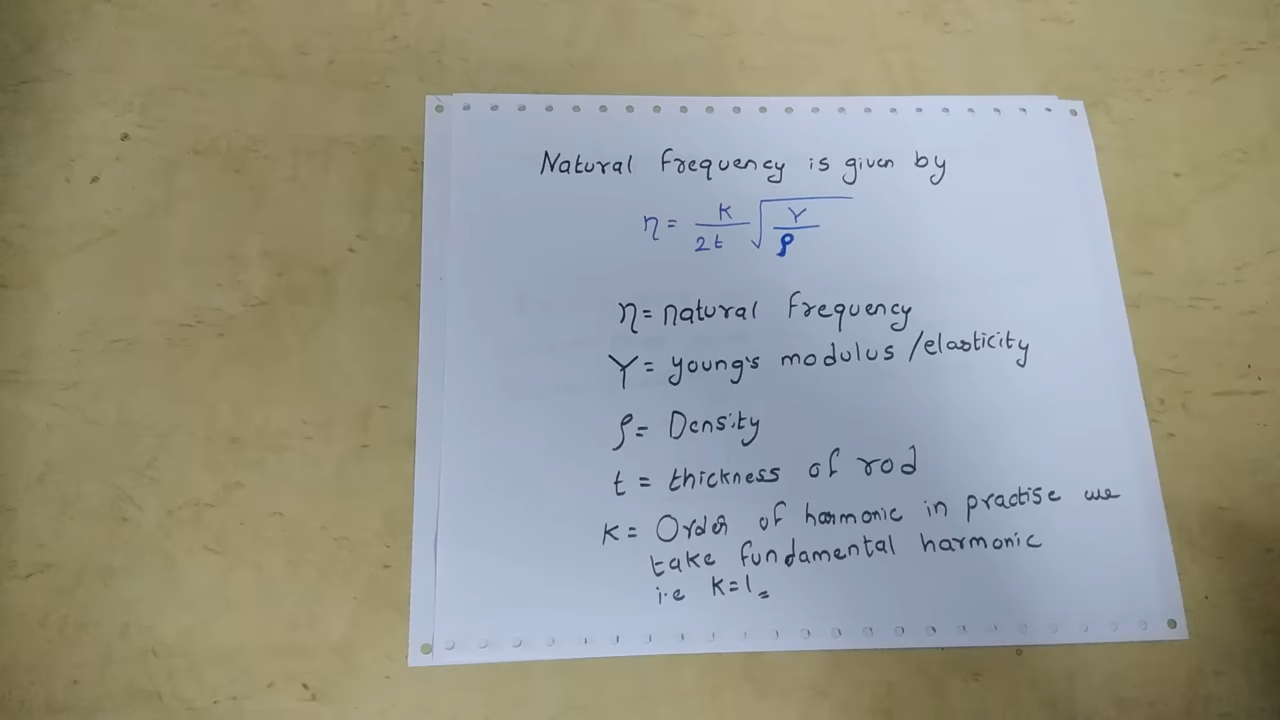 Natural frequency is given by
η = K/2t √Y/ρ
η = natural frequency
Y = young's modulus /elasticity
ρ = Density
t = thickness of rod
K = Order of harmonic in practise we
take fundamental harmonic
i.e K=1